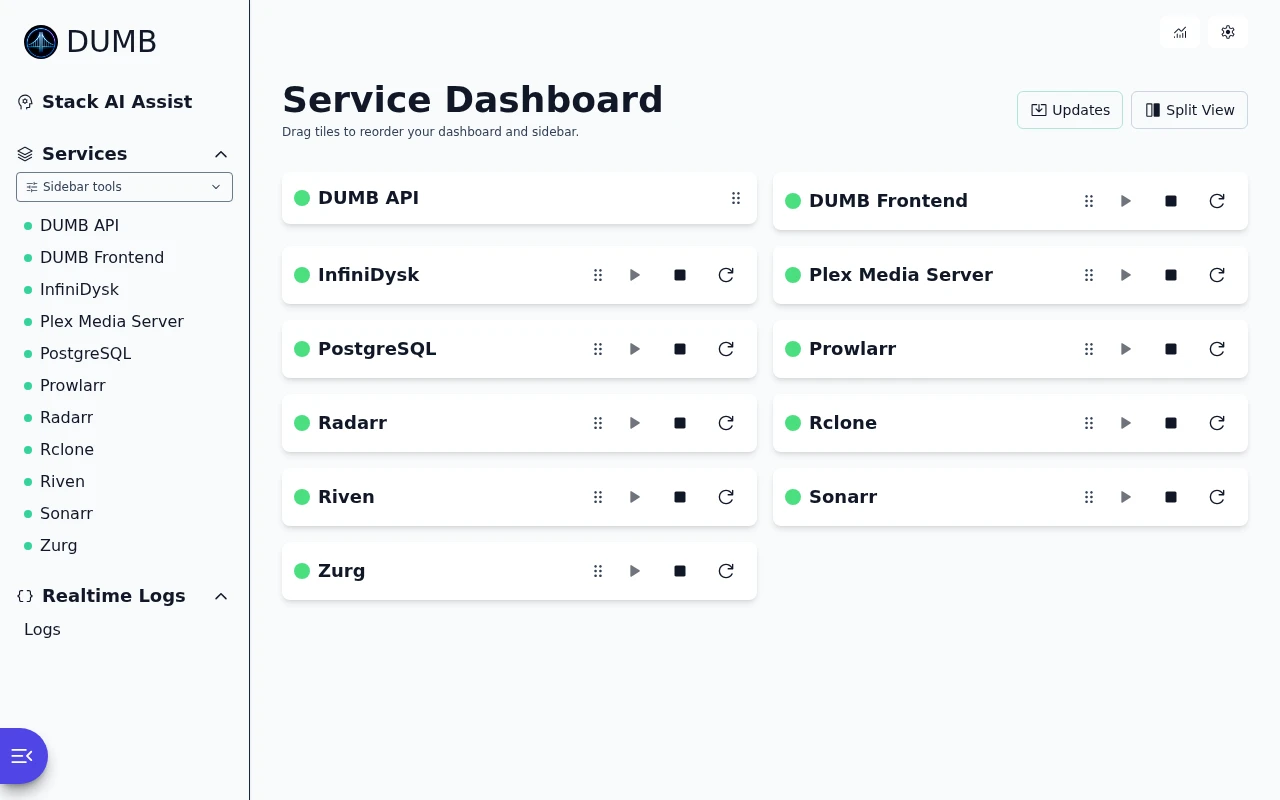 DUMB
Stack AI Assist
Services
Sidebar tools
DUMB API
DUMB Frontend
InfiniDysk
Plex Media Server
PostgreSQL
Prowlarr
Radarr
Rclone
Riven
Sonarr
Zurg
Realtime Logs
Logs
Service Dashboard
Drag tiles to reorder your dashboard and sidebar.
Updates
Split View
DUMB API
DUMB Frontend
InfiniDysk
Plex Media Server
PostgreSQL
Prowlarr
Radarr
Rclone
Riven
Sonarr
Zurg